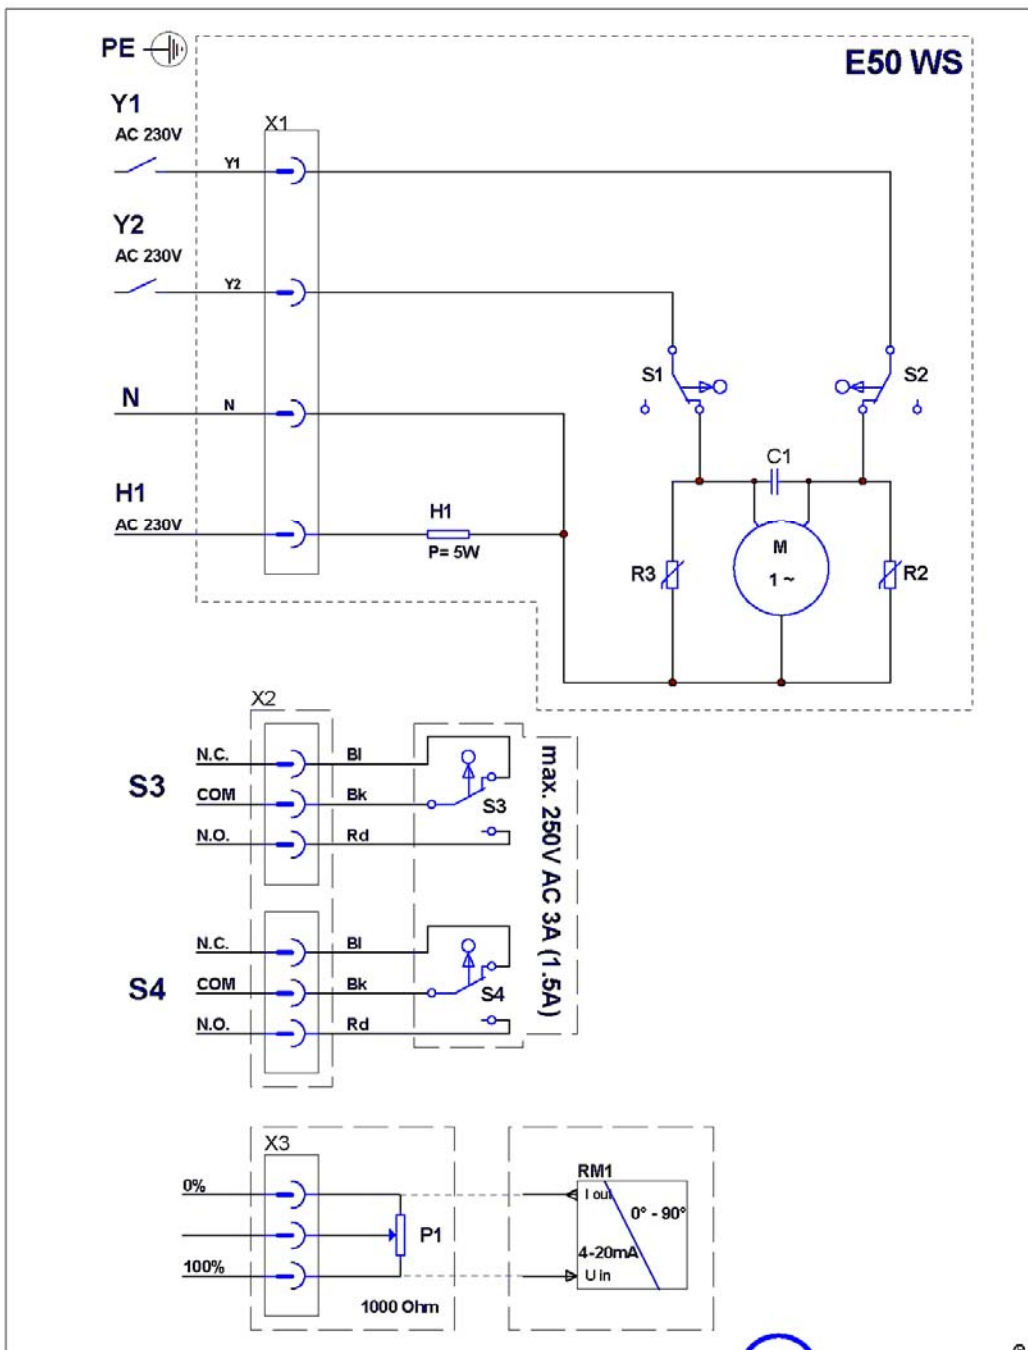 PE
E50 WS
Y1
AC 230V
X1
Y1
Y2
AC 230V
Y2
S1
S2
N
N
C1
H1
AC 230V
H1
P= 5W
M
1 ~
R3
R2
X2
S3
N.C.
Bl
COM
Bk
S3
N.O.
Rd
max. 250V AC 3A (1.5A)
S4
N.C.
Bl
COM
Bk
S4
N.O.
Rd
X3
0%
P1
100%
1000 Ohm
RM1
I out
0° - 90°
4-20mA
U in